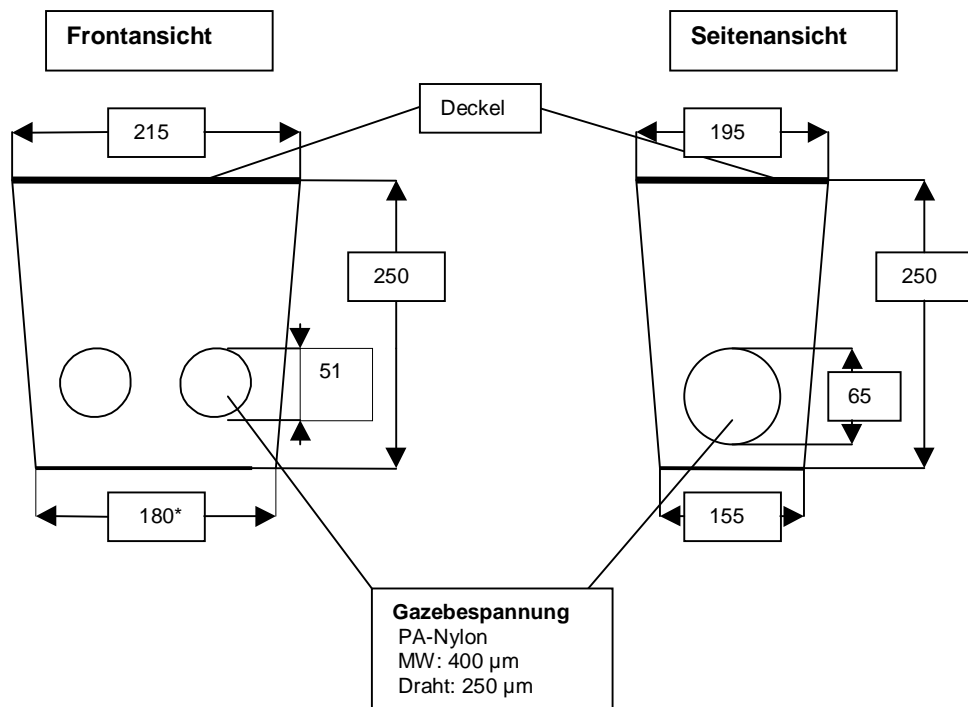 Frontansicht
Seitenansicht
Deckel
215
195
250
250
51
65
180*
155
Gazebespannung
PA-Nylon
MW: 400 µm
Draht: 250 µm